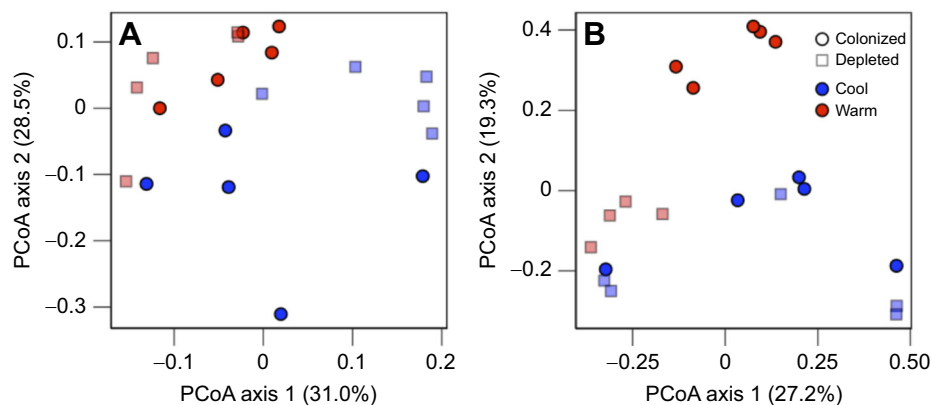 A
0.1
0
−0.1
−0.2
−0.3
PCoA axis 2 (28.5%)
−0.1 0 0.1 0.2
PCoA axis 1 (31.0%)
B
0.4
0.2
0
−0.2
PCoA axis 2 (19.3%)
Colonized
Depleted
Cool
Warm
−0.25 0 0.25 0.50
PCoA axis 1 (27.2%)